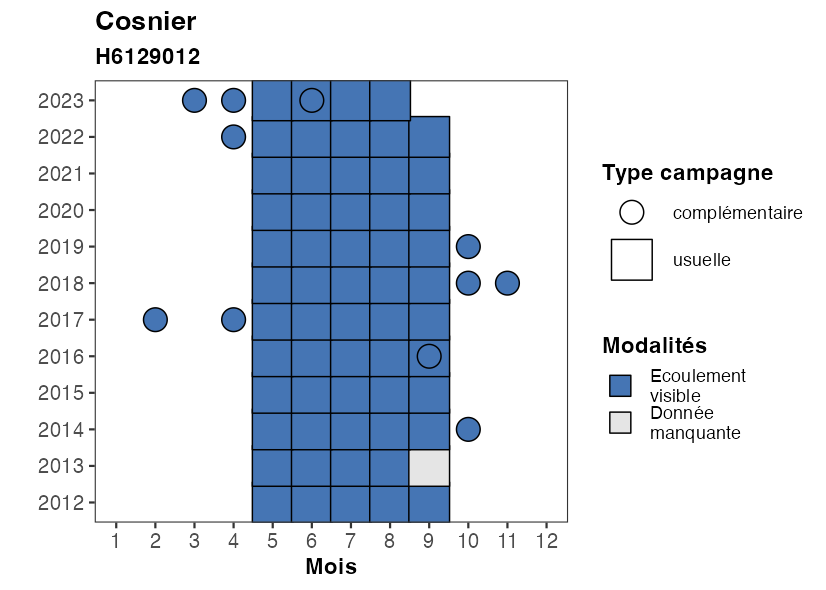 Cosnier
H6129012
2023
2022
2021
2020
2019
2018
2017
2016
2015
2014
2013
2012
1 2 3 4 5 6 7 8 9 10 11 12
Mois
Type campagne
complémentaire
usuelle
Modalités
Ecoulement
visible
Donnée
manquante